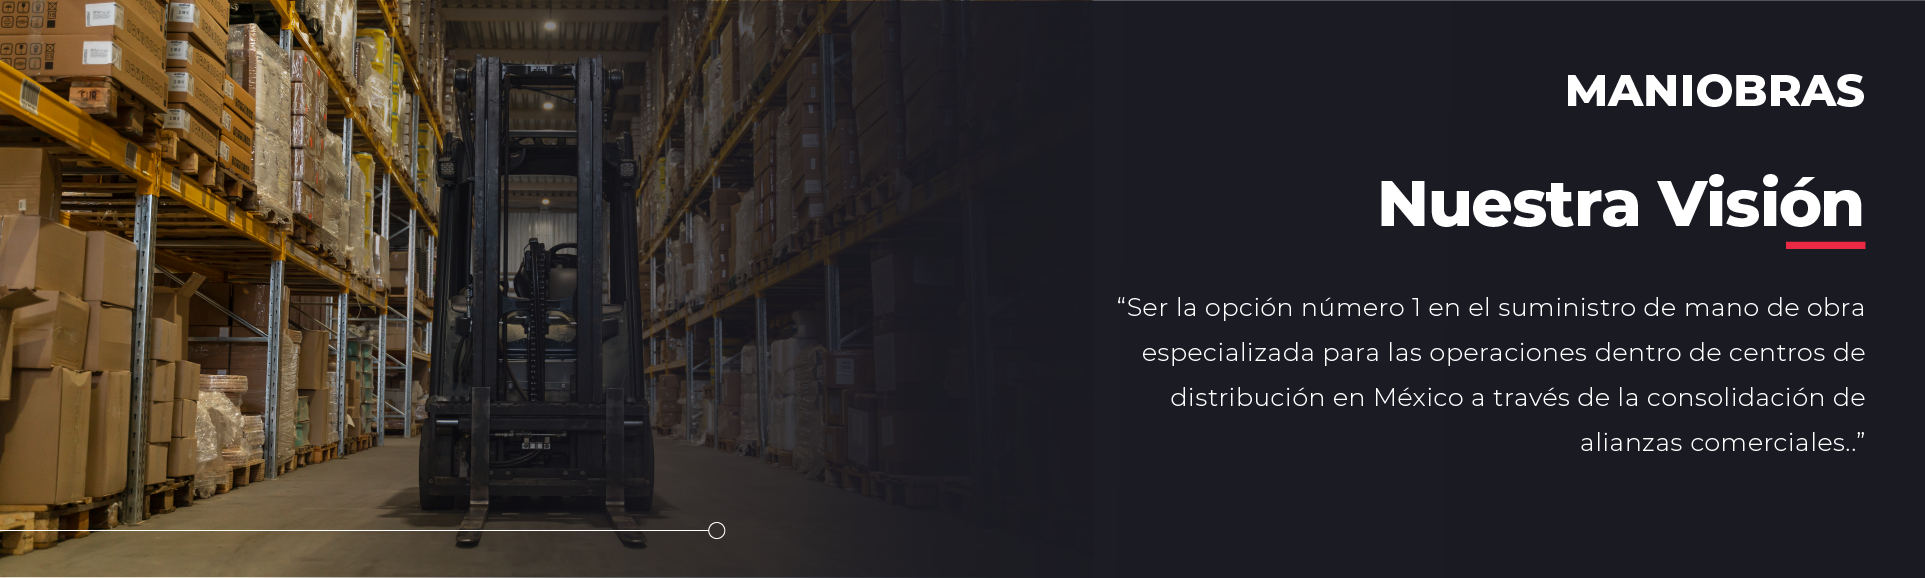 MANIOBRAS
Nuestra Visión
“Ser la opción número 1 en el suministro de mano de obra
especializada para las operaciones dentro de centros de
distribución en México a través de la consolidación de
alianzas comerciales..”